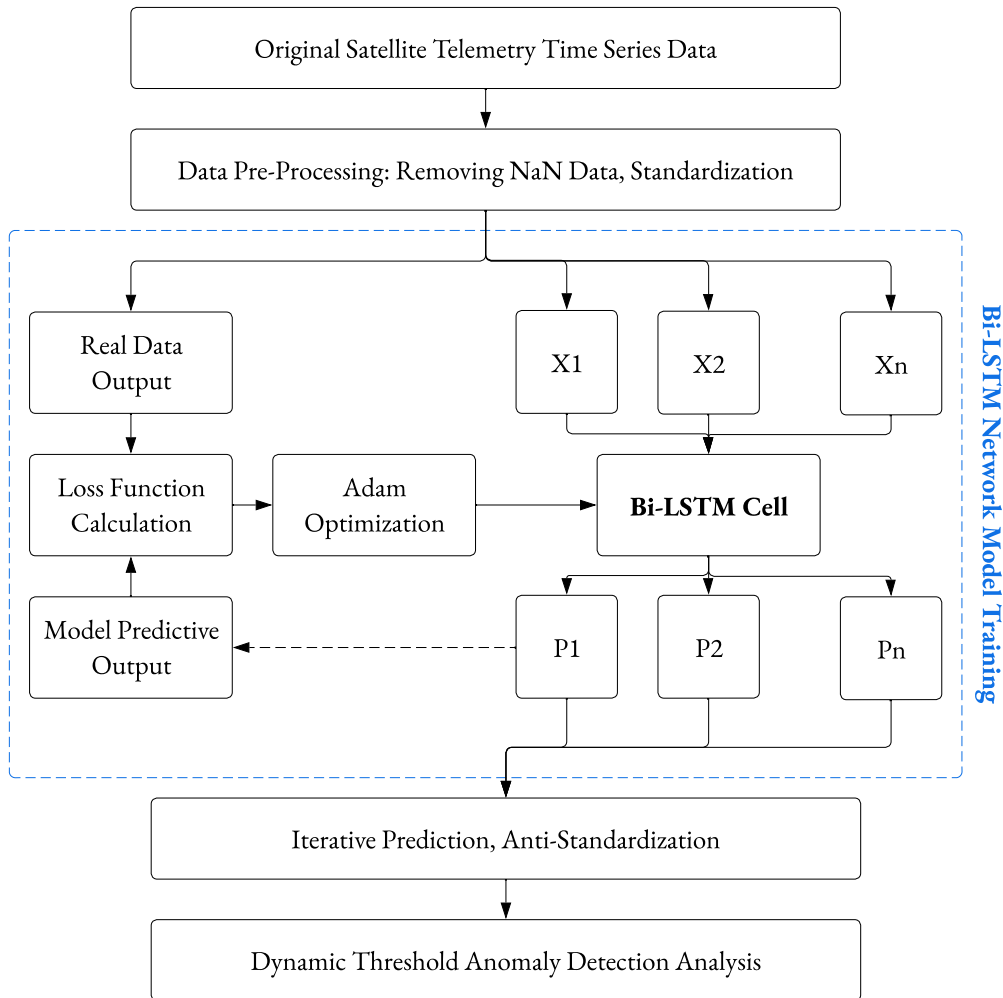 Original Satellite Telemetry Time Series Data
Data Pre-Processing: Removing NaN Data, Standardization
Real Data
Output
X1
X2
Xn
Loss Function
Calculation
Adam
Optimization
Bi-LSTM Cell
Model Predictive
Output
P1
P2
Pn
Bi-LSTM Network Model Training
Iterative Prediction, Anti-Standardization
Dynamic Threshold Anomaly Detection Analysis